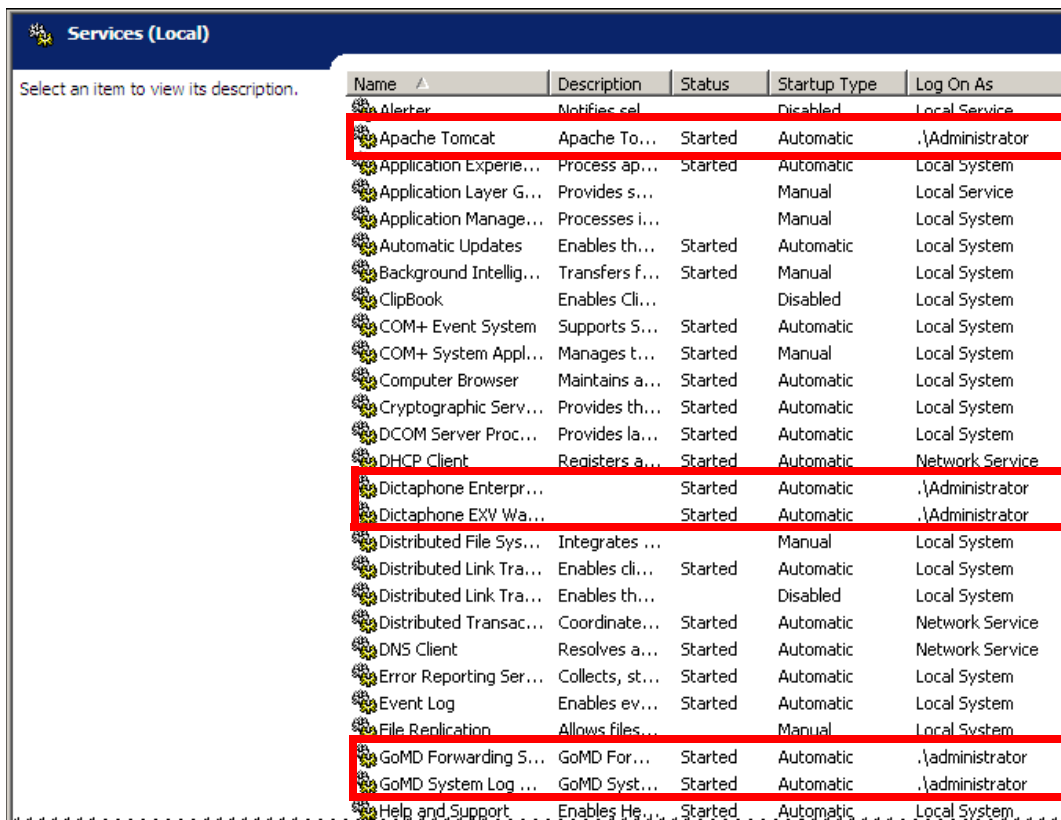 Services (Local)
Select an item to view its description.
Name Description Status Startup Type Log On As
Alerter Notifies sel... Disabled Local Service
Apache Tomcat Apache To... Started Automatic .\Administrator
Application Experie... Process ap... Started Automatic Local System
Application Layer G... Provides s... Manual Local Service
Application Manage... Processes i... Manual Local System
Automatic Updates Enables th... Started Automatic Local System
Background Intellig... Transfers f... Started Manual Local System
ClipBook Enables Cli... Disabled Local System
COM+ Event System Supports S... Started Automatic Local System
COM+ System Appl... Manages t... Started Manual Local System
Computer Browser Maintains a... Started Automatic Local System
Cryptographic Serv... Provides th... Started Automatic Local System
DCOM Server Proc... Provides la... Started Automatic Local System
DHCP Client Registers a... Started Automatic Network Service
Dictaphone Enterpr... Started Automatic .\Administrator
Dictaphone EXV Wa... Started Automatic .\Administrator
Distributed File Sys... Integrates ... Manual Local System
Distributed Link Tra... Enables cli... Started Automatic Local System
Distributed Link Tra... Enables th... Disabled Local System
Distributed Transac... Coordinate... Started Automatic Network Service
DNS Client Resolves a... Started Automatic Network Service
Error Reporting Ser... Collects, st... Started Automatic Local System
Event Log Enables ev... Started Automatic Local System
File Replication Allows files... Manual Local System
GoMD Forwarding S... GoMD For... Started Automatic .\administrator
GoMD System Log ... GoMD Syst... Started Automatic .\administrator
Help and Support Enables He... Started Automatic Local System